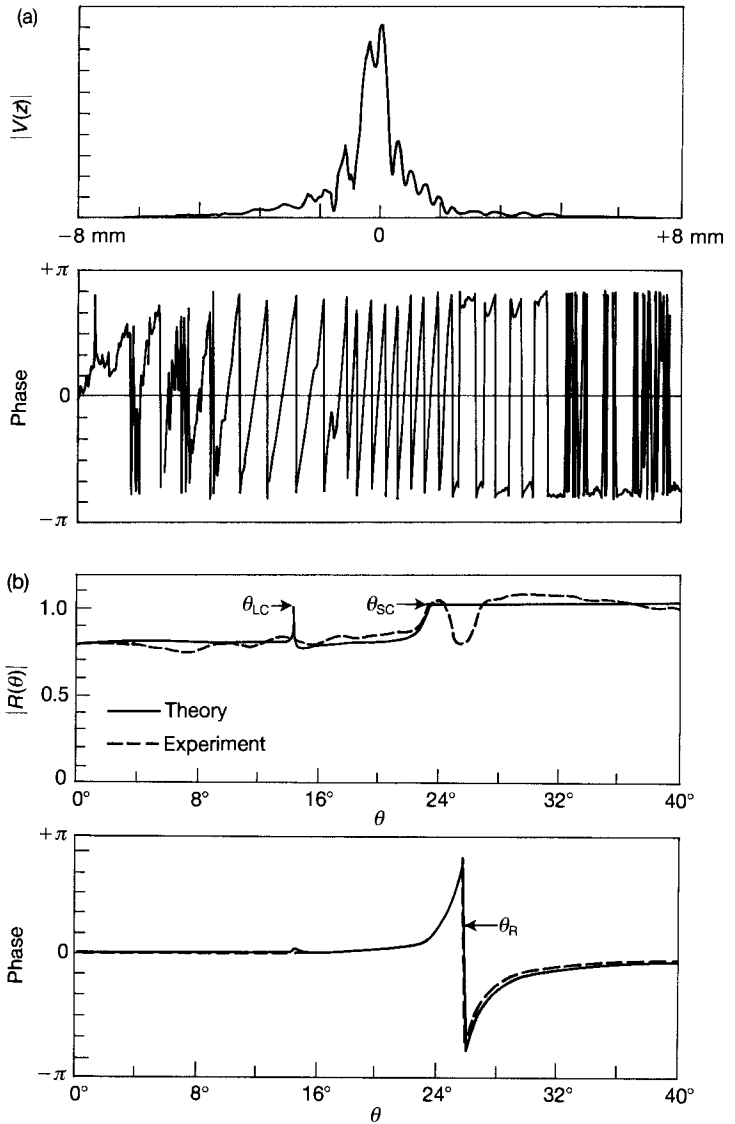 (a)
|V(z)|
−8 mm
0
+8 mm
+π
Phase
0
−π
(b)
|R(θ)|
1.0
0.5
0
θLC
θSC
Theory
Experiment
0°
8°
16°
24°
32°
40°
θ
+π
Phase
0
−π
θR
0°
8°
16°
24°
32°
40°
θ